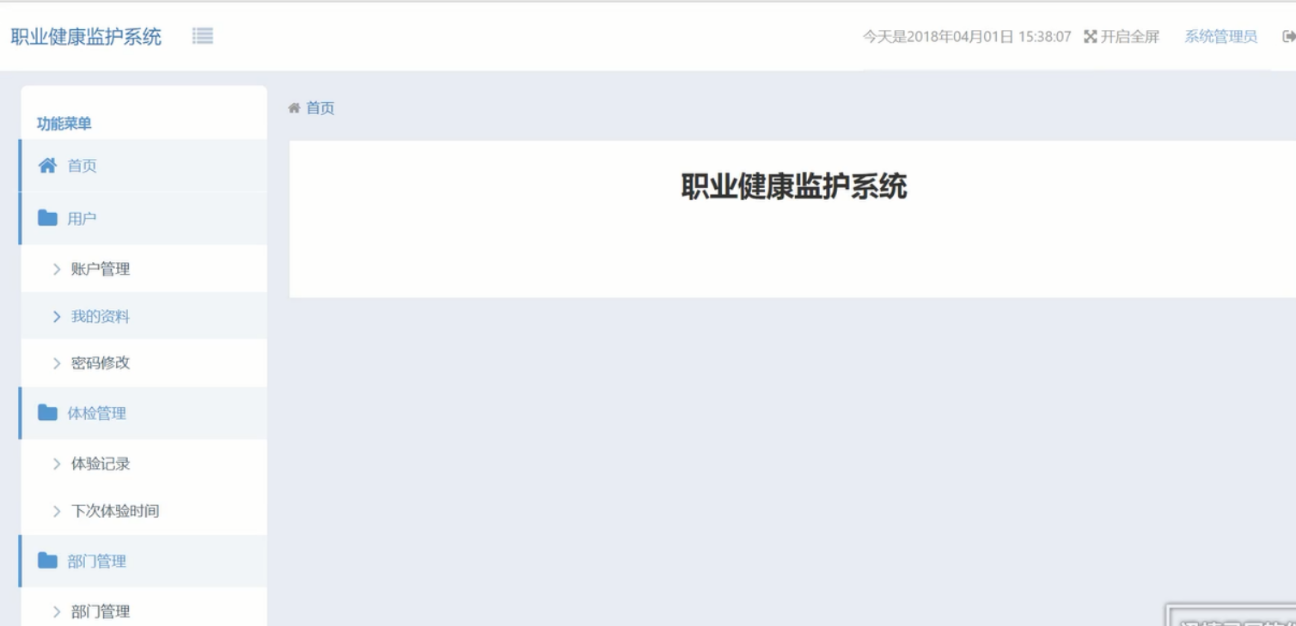 职业健康监护系统
今天是2018年04月01日 15:38:07 开启全屏 系统管理员
功能菜单
首页
用户
账户管理
我的资料
密码修改
体检管理
体验记录
下次体验时间
部门管理
部门管理
首页
职业健康监护系统